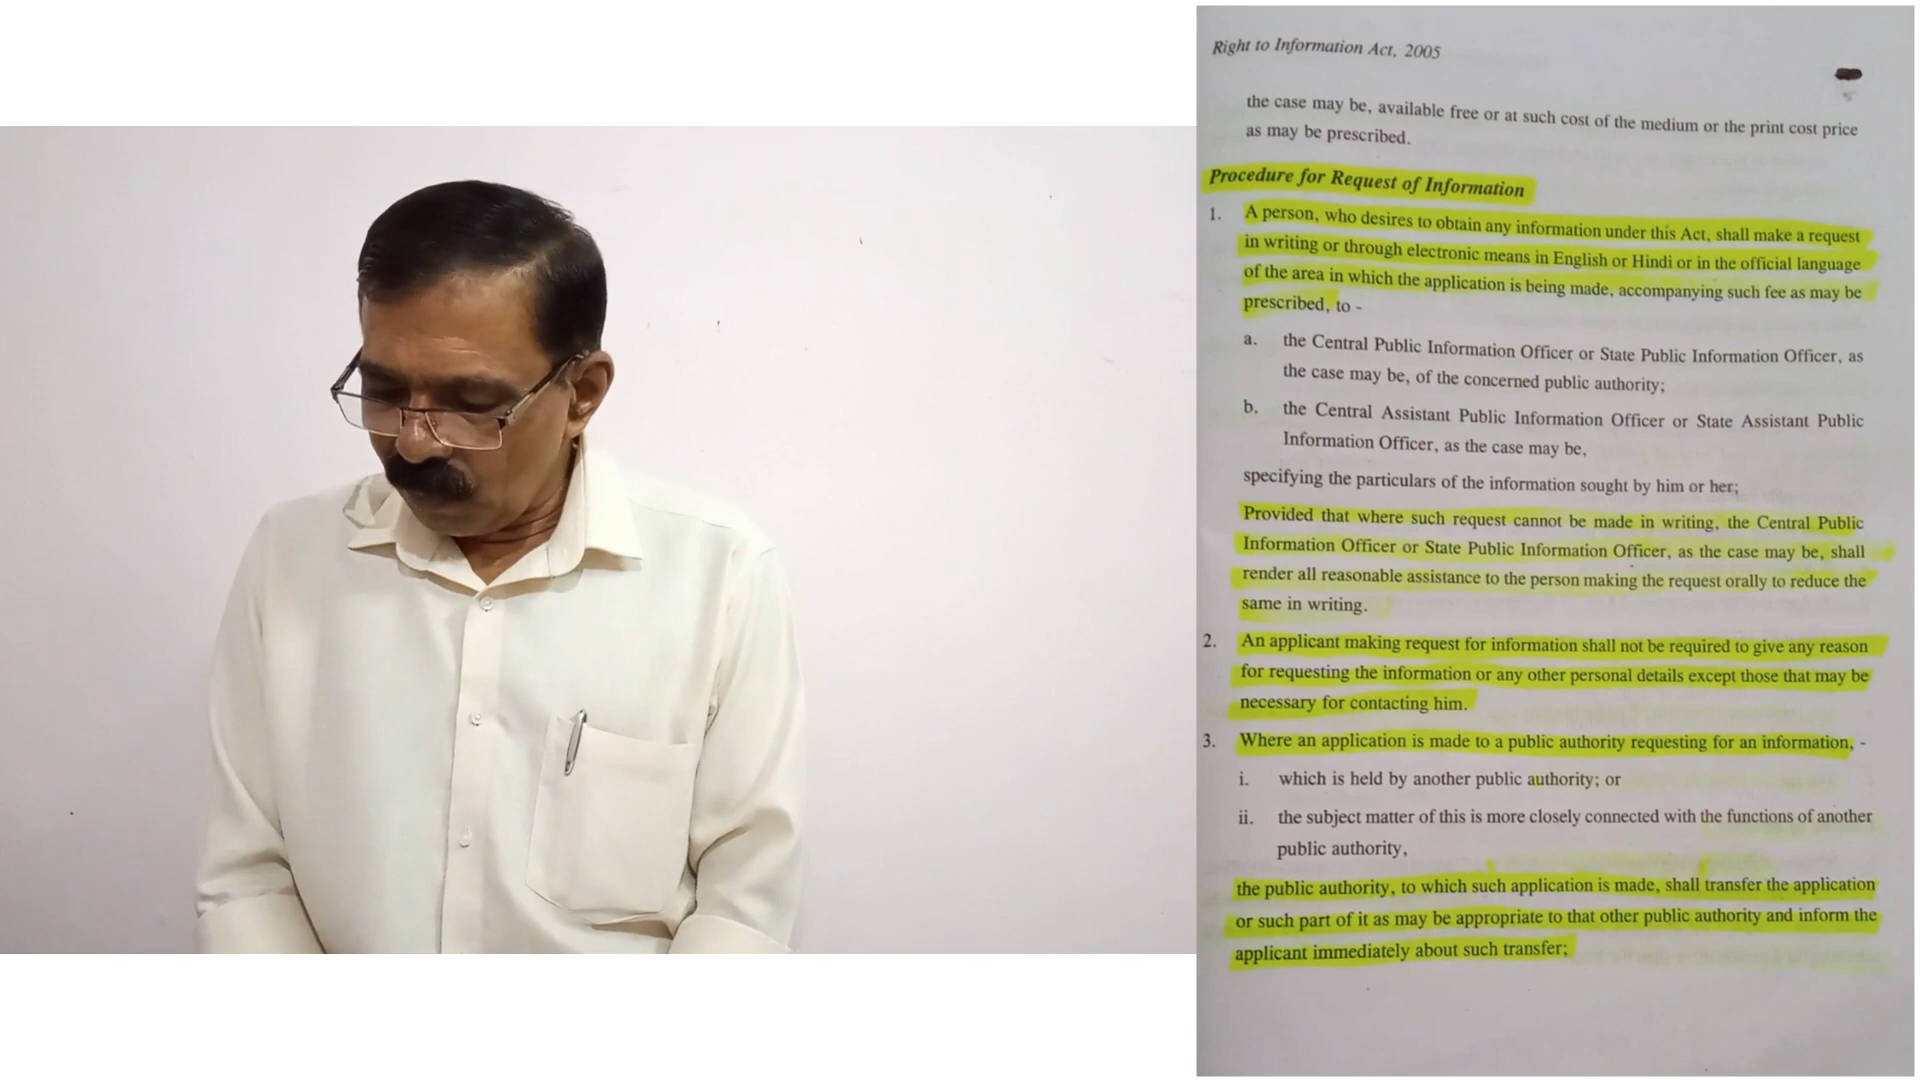 Right to Information Act, 2005
the case may be, available free or at such cost of the medium or the print cost price
as may be prescribed.
Procedure for Request of Information
1. A person, who desires to obtain any information under this Act, shall make a request
in writing or through electronic means in English or Hindi or in the official language
of the area in which the application is being made, accompanying such fee as may be
prescribed, to -
a. the Central Public Information Officer or State Public Information Officer, as
the case may be, of the concerned public authority;
b. the Central Assistant Public Information Officer or State Assistant Public
Information Officer, as the case may be,
specifying the particulars of the information sought by him or her;
Provided that where such request cannot be made in writing, the Central Public
Information Officer or State Public Information Officer, as the case may be, shall
render all reasonable assistance to the person making the request orally to reduce the
same in writing.
2. An applicant making request for information shall not be required to give any reason
for requesting the information or any other personal details except those that may be
necessary for contacting him.
3. Where an application is made to a public authority requesting for an information, -
i. which is held by another public authority; or
ii. the subject matter of this is more closely connected with the functions of another
public authority,
the public authority, to which such application is made, shall transfer the application
or such part of it as may be appropriate to that other public authority and inform the
applicant immediately about such transfer;